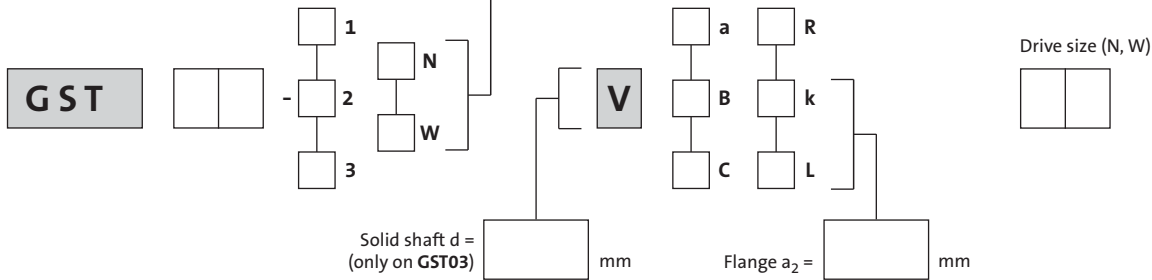 1 a R
N Drive size (N, W)
GST - 2 V B k
W
3 C L
Solid shaft d =
(only on GST03) mm Flange a₂ = mm